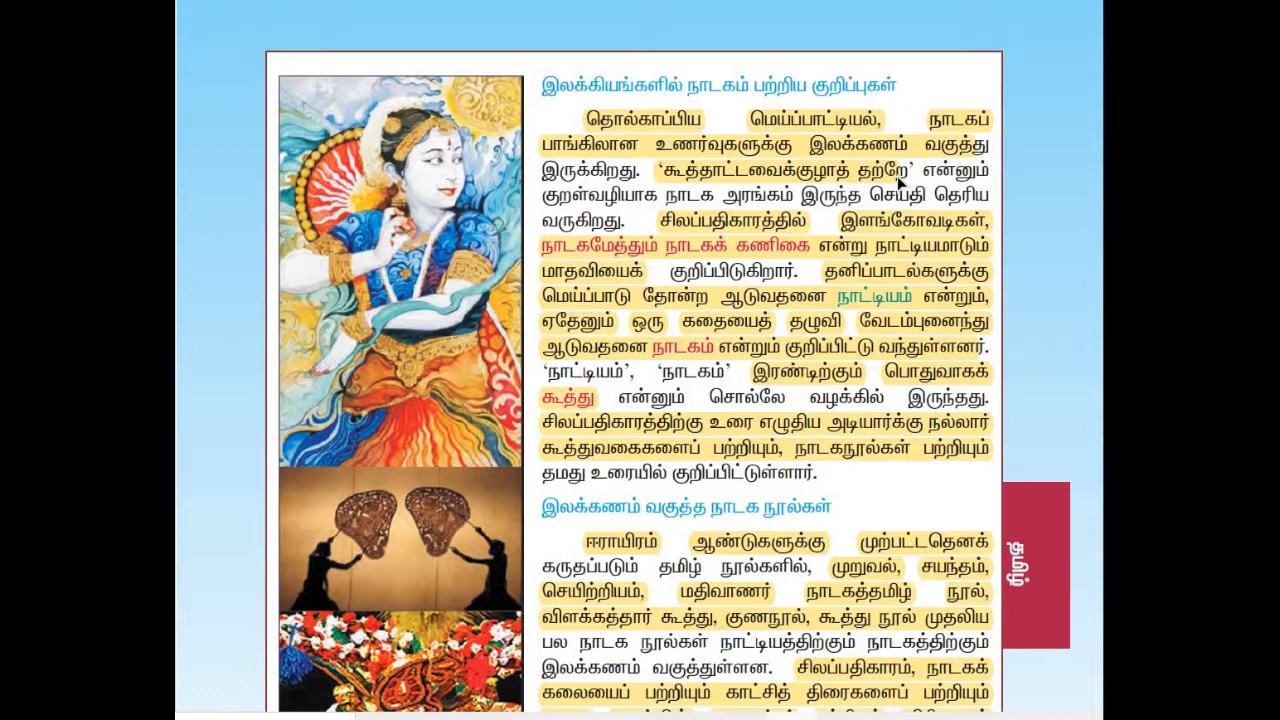 இலக்கியங்களில் நாடகம் பற்றிய குறிப்புகள்
தொல்காப்பிய மெய்ப்பாட்டியல், நாடகப்
பாங்கிலான உணர்வுகளுக்கு இலக்கணம் வகுத்து
இருக்கிறது. ‘கூத்தாட்டவைக்குழாத் தற்றே’ என்னும்
குறள்வழியாக நாடக அரங்கம் இருந்த செய்தி தெரிய
வருகிறது. சிலப்பதிகாரத்தில் இளங்கோவடிகள்,
நாடகமேத்தும் நாடகக் கணிகை என்று நாட்டியமாடும்
மாதவியைக் குறிப்பிடுகிறார். தனிப்பாடல்களுக்கு
மெய்ப்பாடு தோன்ற ஆடுவதனை நாட்டியம் என்றும்,
ஏதேனும் ஒரு கதையைத் தழுவி வேடம்புனைந்து
ஆடுவதனை நாடகம் என்றும் குறிப்பிட்டு வந்துள்ளனர்.
‘நாட்டியம்’, ‘நாடகம்’ இரண்டிற்கும் பொதுவாகக்
கூத்து என்னும் சொல்லே வழக்கில் இருந்தது.
சிலப்பதிகாரத்திற்கு உரை எழுதிய அடியார்க்கு நல்லார்
கூத்துவகைகளைப் பற்றியும், நாடகநூல்கள் பற்றியும்
தமது உரையில் குறிப்பிட்டுள்ளார்.
இலக்கணம் வகுத்த நாடக நூல்கள்
ஈராயிரம் ஆண்டுகளுக்கு முற்பட்டதெனக்
கருதப்படும் தமிழ் நூல்களில், முறுவல், சயந்தம்,
செயிற்றியம், மதிவாணர் நாடகத்தமிழ் நூல்,
விளக்கத்தார் கூத்து, குணநூல், கூத்து நூல் முதலிய
பல நாடக நூல்கள் நாட்டியத்திற்கும் நாடகத்திற்கும்
இலக்கணம் வகுத்துள்ளன. சிலப்பதிகாரம், நாடகக்
கலையைப் பற்றியும் காட்சித் திரைகளைப் பற்றியும்
தமிழ்